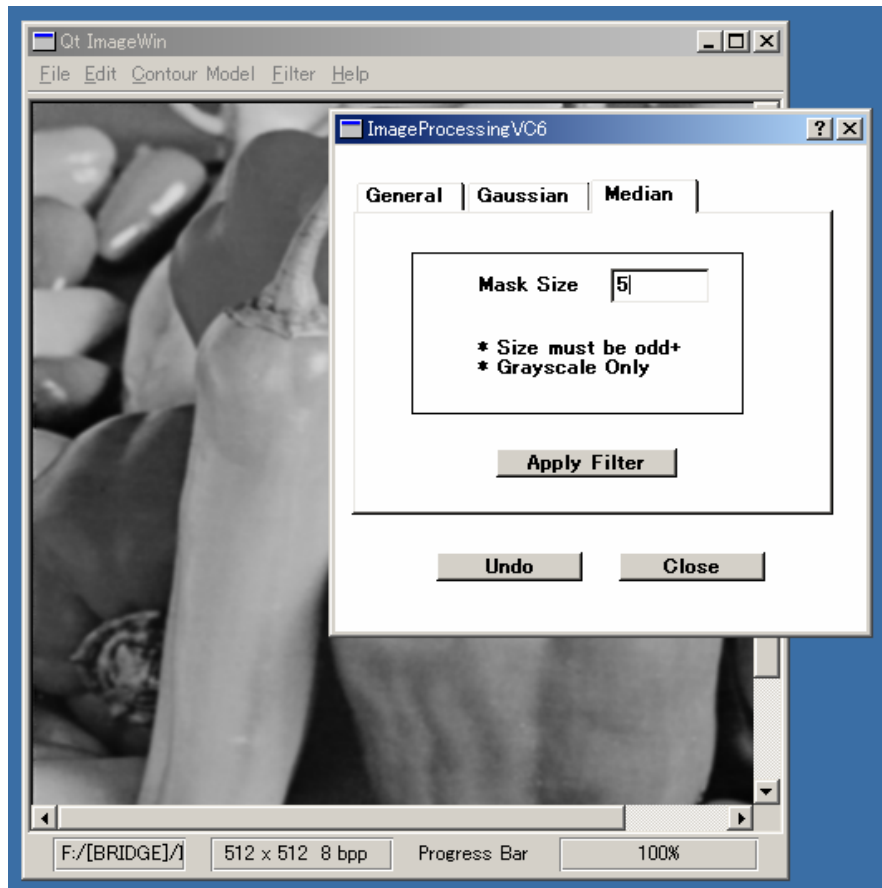 Qt ImageWin
File Edit Contour Model Filter Help
ImageProcessingVC6
General Gaussian Median
Mask Size 5
* Size must be odd+
* Grayscale Only
Apply Filter
Undo Close
F:/[BRIDGE]/1 512 x 512 8 bpp Progress Bar 100%